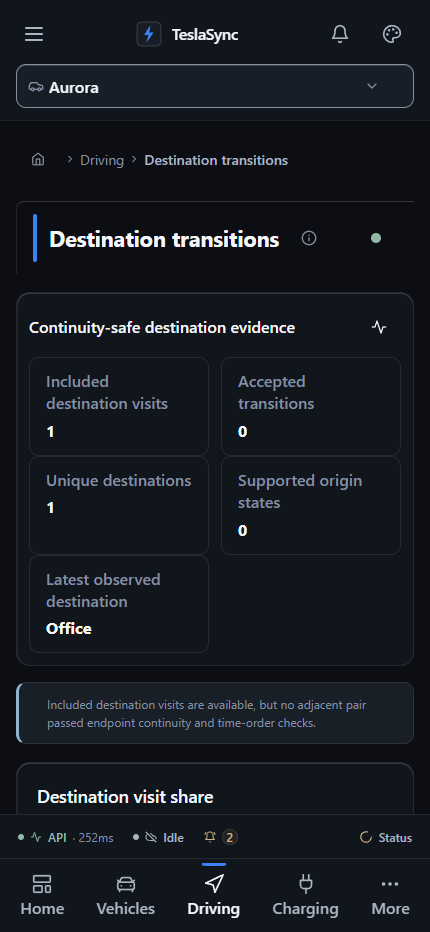 TeslaSync
Aurora
Driving
Destination transitions
Destination transitions
Continuity-safe destination evidence
Included
destination visits
1
Accepted
transitions
0
Unique destinations
1
Supported origin
states
0
Latest observed
destination
Office
Included destination visits are available, but no adjacent pair
passed endpoint continuity and time-order checks.
Destination visit share
API · 252ms
Idle
2
Status
Home
Vehicles
Driving
Charging
More